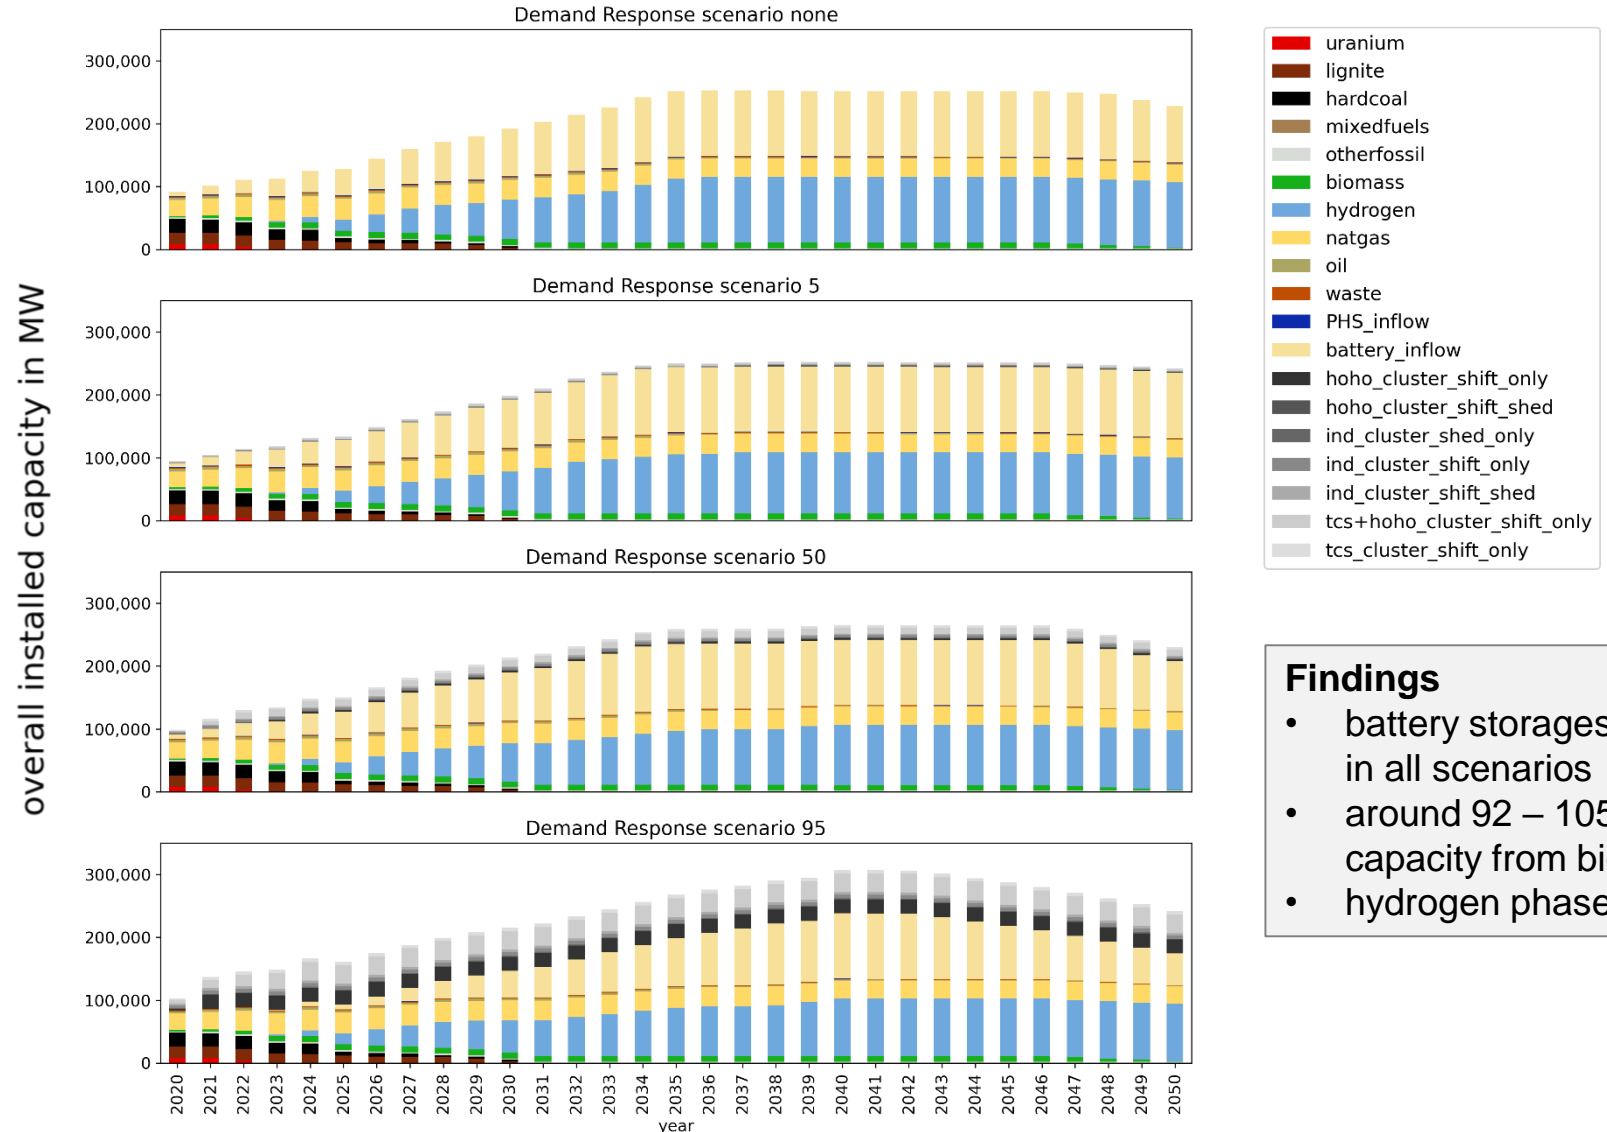 Demand Response scenario none
300,000
200,000
100,000
0
Demand Response scenario 5
300,000
200,000
100,000
0
Demand Response scenario 50
300,000
200,000
100,000
0
Demand Response scenario 95
300,000
200,000
100,000
0
2020
2021
2022
2023
2024
2025
2026
2027
2028
2029
2030
2031
2032
2033
2034
2035
2036
2037
2038
2039
2040
2041
2042
2043
2044
2045
2046
2047
2048
2049
2050
year
overall installed capacity in MW
uranium
lignite
hardcoal
mixedfuels
otherfossil
biomass
hydrogen
natgas
oil
waste
PHS_inflow
battery_inflow
hoho_cluster_shift_only
hoho_cluster_shift_shed
ind_cluster_shed_only
ind_cluster_shift_only
ind_cluster_shift_shed
tcs+hoho_cluster_shift_only
tcs_cluster_shift_only
Findings
• battery storages
in all scenarios
• around 92 – 105
capacity from
• hydrogen phase